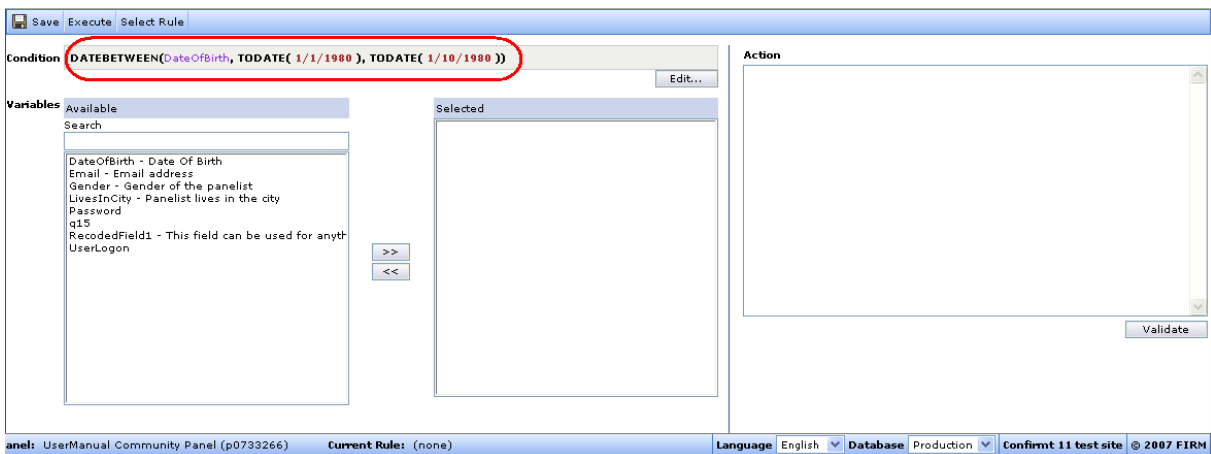 Save Execute Select Rule
Condition DATEBETWEEN(DateOfBirth, TODATE( 1/1/1980 ), TODATE( 1/10/1980 ))
Edit...
Variables Available
Selected
Search
DateOfBirth - Date Of Birth
Email - Email address
Gender - Gender of the panelist
LivesInCity - Panelist lives in the city
Password
q15
RecodedField1 - This field can be used for anyth
UserLogon
>>
<<
Action
Validate
anel: UserManual Community Panel (p0733266) Current Rule: (none) Language English Database Production Confirmt 11 test site © 2007 FIRM